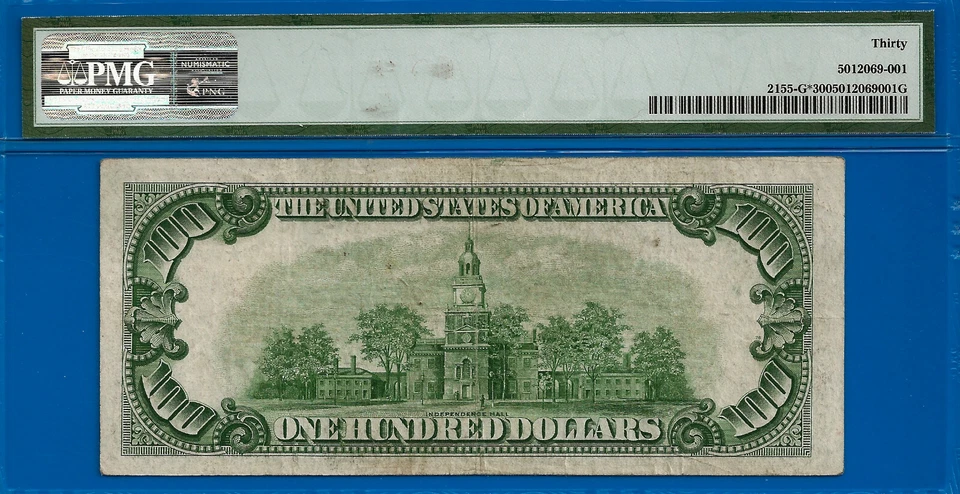 PMG
PAPER MONEY GUARANTY
NUMISMATIC
PNG
Thirty
5012069-001
2155-G*3005012069001G
THE UNITED STATES OF AMERICA
100
100
INDEPENDENCE HALL
100
100
ONE HUNDRED DOLLARS